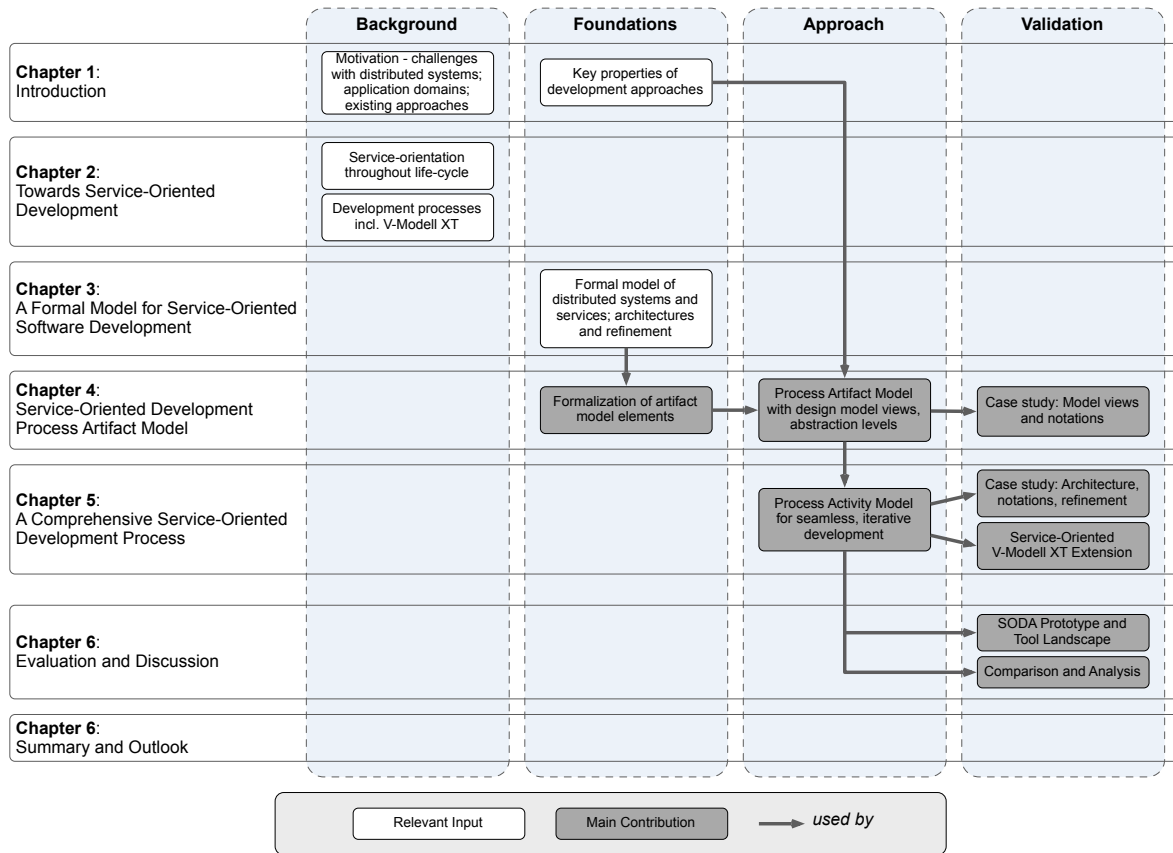 Background
Foundations
Approach
Validation
Chapter 1:
Introduction
Motivation - challenges
with distributed systems;
application domains;
existing approaches
Key properties of
development approaches
Chapter 2:
Towards Service-Oriented
Development
Service-orientation
throughout life-cycle
Development processes
incl. V-Modell XT
Chapter 3:
A Formal Model for Service-Oriented
Software Development
Formal model of
distributed systems and
services; architectures
and refinement
Chapter 4:
Service-Oriented Development
Process Artifact Model
Formalization of artifact
model elements
Process Artifact Model
with design model views,
abstraction levels
Case study: Model views
and notations
Chapter 5:
A Comprehensive Service-Oriented
Development Process
Process Activity Model
for seamless, iterative
development
Case study: Architecture,
notations, refinement
Service-Oriented
V-Modell XT Extension
Chapter 6:
Evaluation and Discussion
SODA Prototype and
Tool Landscape
Comparison and Analysis
Chapter 6:
Summary and Outlook
Relevant Input
Main Contribution
used by